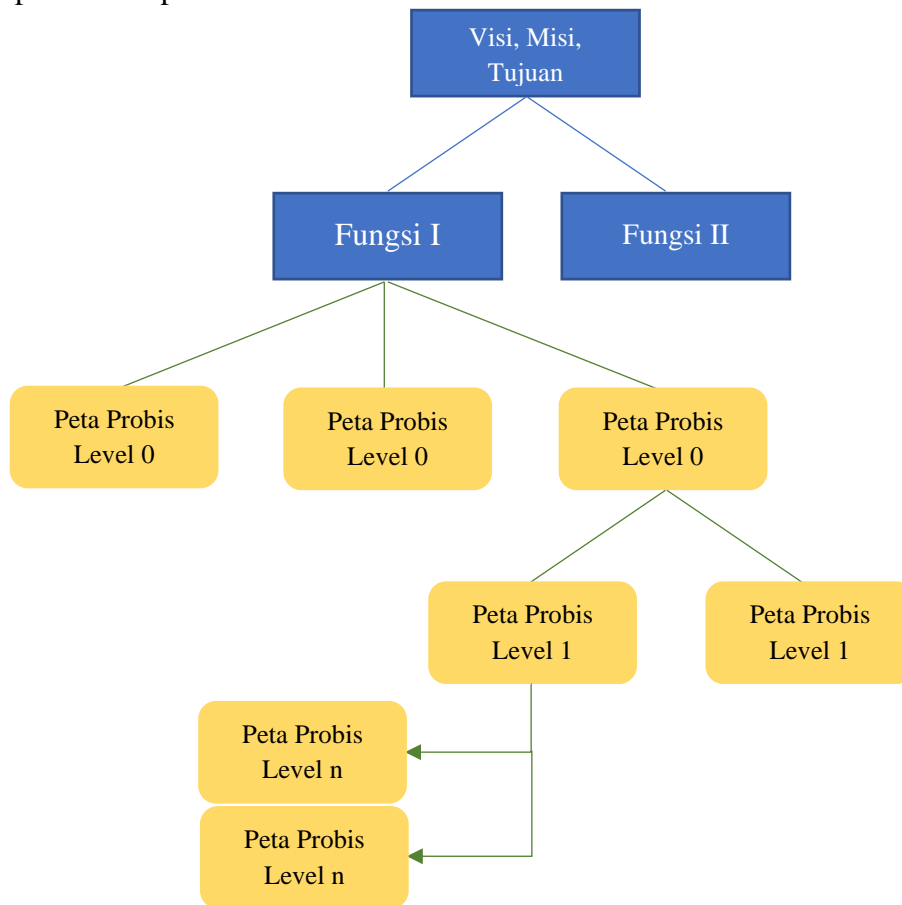 Visi, Misi,
Tujuan
Fungsi I
Fungsi II
Peta Probis
Level 0
Peta Probis
Level 0
Peta Probis
Level 0
Peta Probis
Level 1
Peta Probis
Level 1
Peta Probis
Level n
Peta Probis
Level n